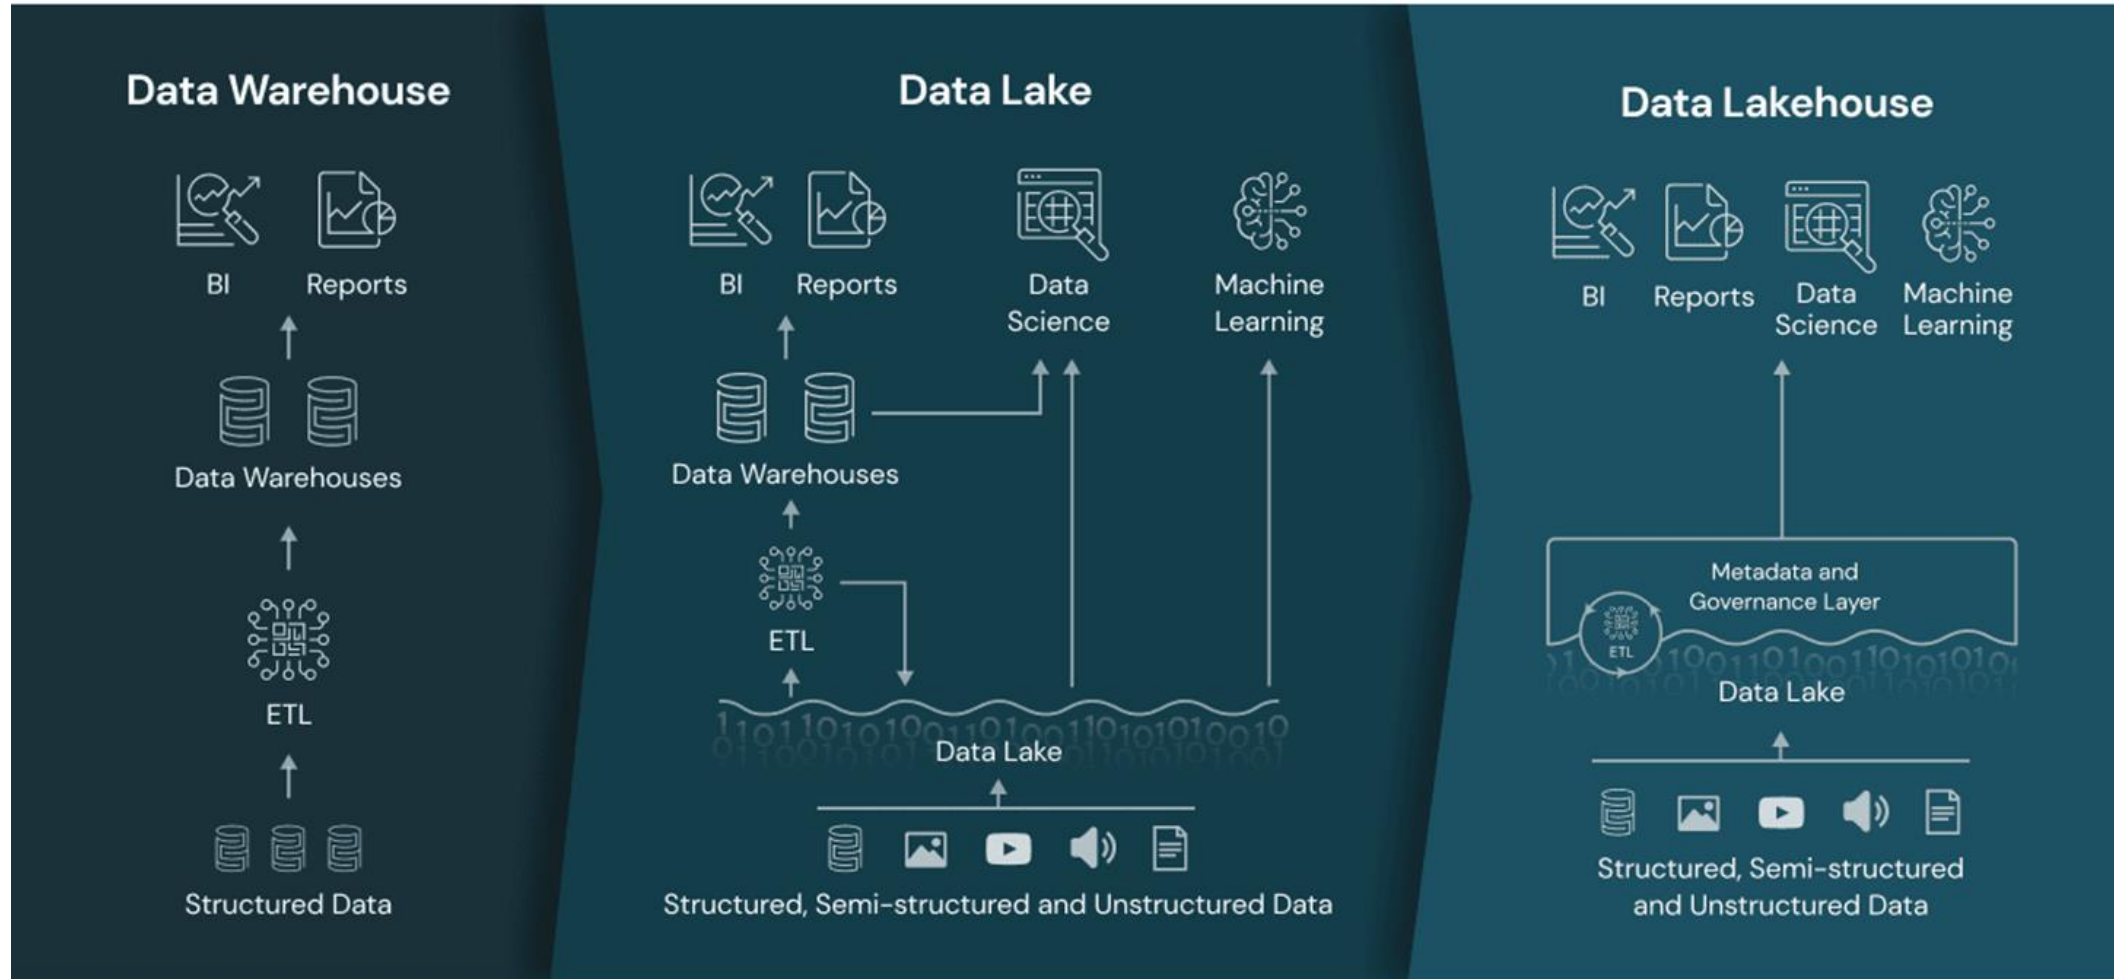 Data Warehouse
BI
Reports
Data Warehouses
ETL
Structured Data
Data Lake
BI
Reports
Data
Science
Machine
Learning
Data Warehouses
ETL
Data Lake
Structured, Semi-structured and Unstructured Data
Data Lakehouse
BI
Reports
Data
Science
Machine
Learning
Metadata and
Governance Layer
ETL
Data Lake
Structured, Semi-structured
and Unstructured Data